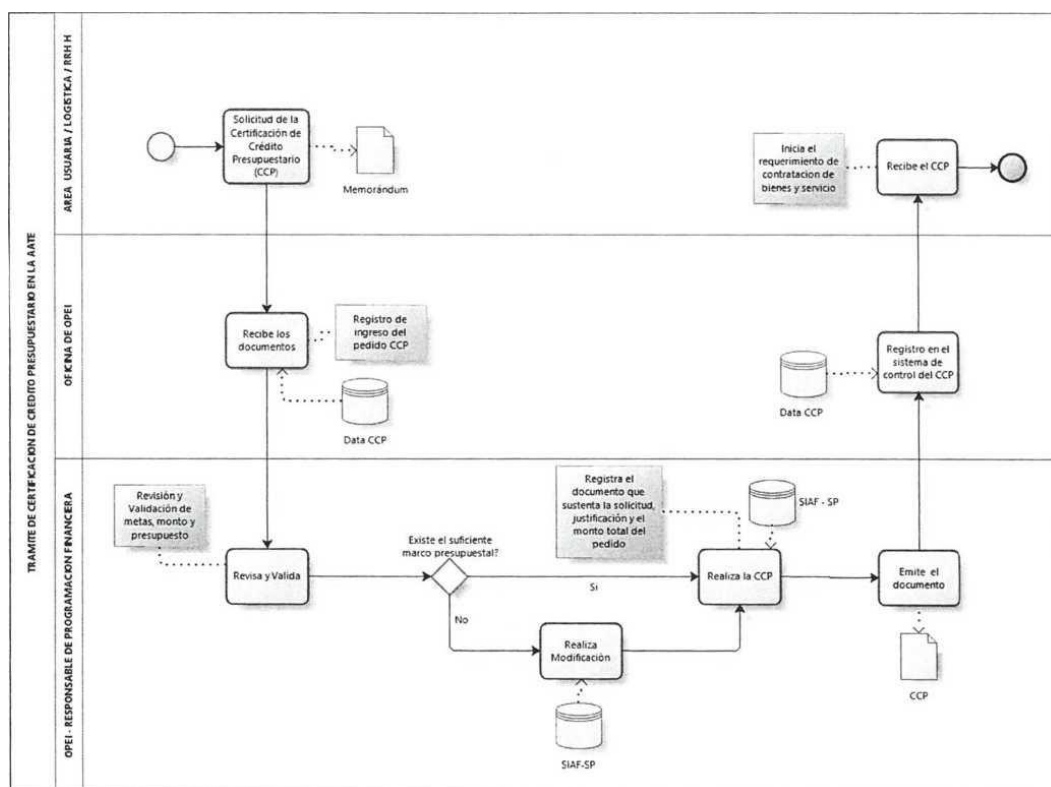 TRAMITE DE CERTIFICACION DE CREDITO PRESUPUESTARIO EN LA AATE
AREA USUARIA / LOGISTICA / RRH H
Solicitud de la
Certificación de
Crédito
Presupuestario
(CCP)
Memorándum
Inicia el
requerimiento de
contratacion de
bienes y servicio
Recibe el CCP
OFICINA DE OPEI
Recibe los
documentos
Registro de
ingreso del
pedido CCP
Data CCP
Data CCP
Registro en el
sistema de
control del CCP
OPEI - RESPONSABLE DE PROGRAMACION FINANCIERA
Revisión y
Validación de
metas, monto y
presupuesto
Revisa y Valida
Existe el suficiente
marco presupuestal?
Si
No
Realiza
Modificación
SIAF-SP
Registra el
documento que
sustenta la solicitud,
justificación y el
monto total del
pedido
SIAF - SP
Realiza la CCP
Emite el
documento
CCP